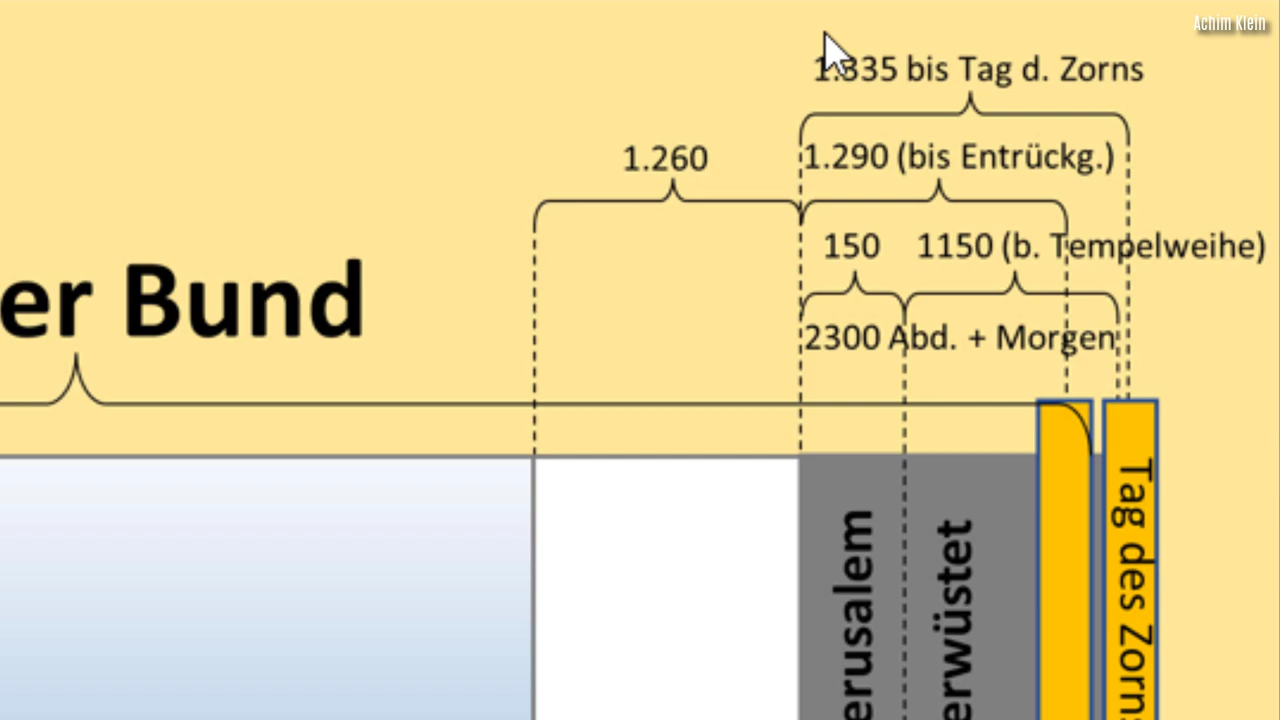 Achim Klein
1.335 bis Tag d. Zorns
1.260
1.290 (bis Entrückg.)
150
1150 (b. Tempelweihe)
er Bund
2300 Abd. + Morgen
erusalem
erwüstet
Tag des Zorns